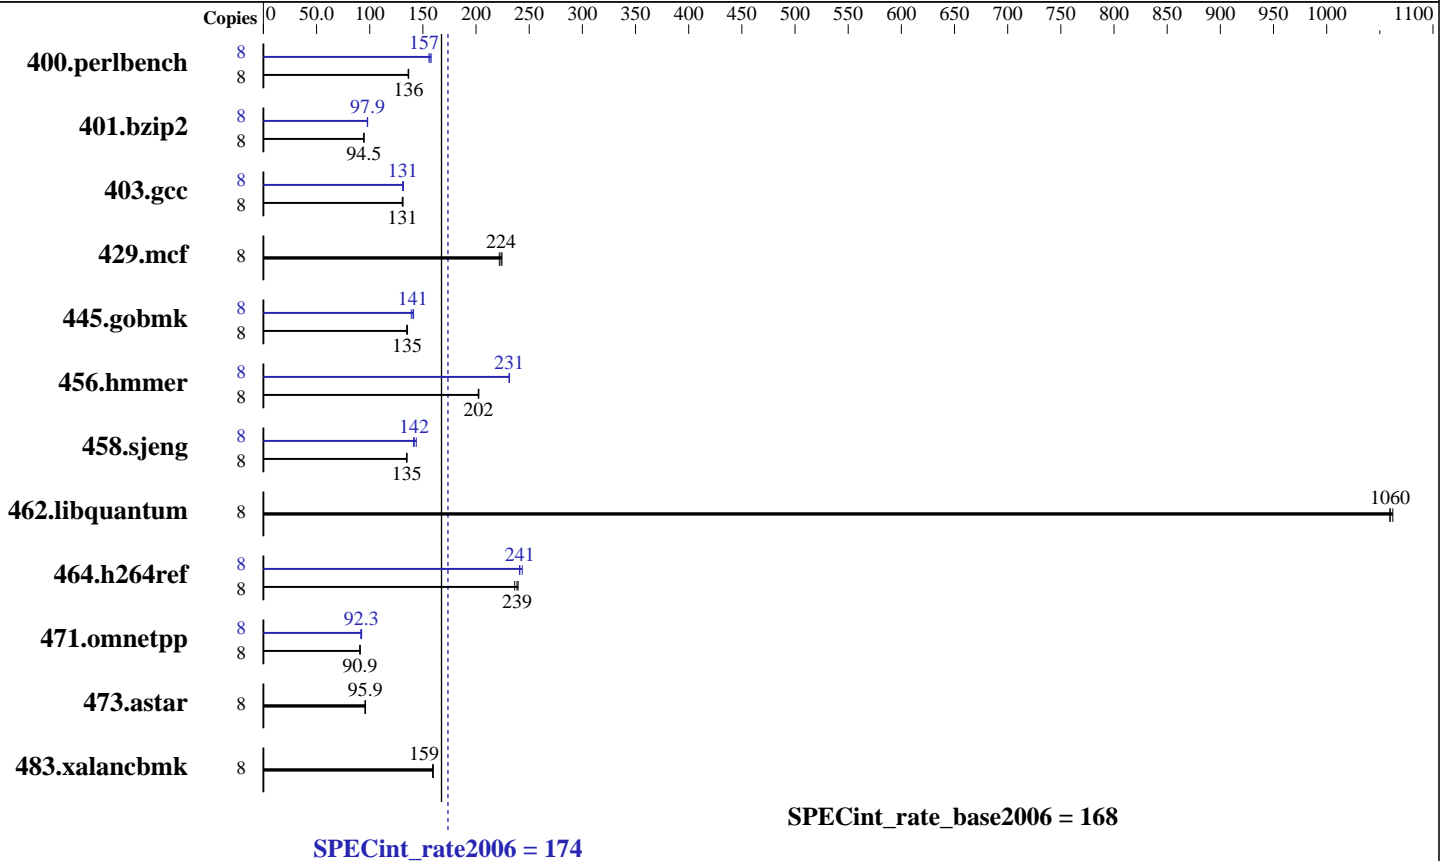 Copies 0 50.0 100 150 200 250 300 350 400 450 500 550 600 650 700 750 800 850 900 950 1000 1100
400.perlbench 8 157
8 136
401.bzip2 8 97.9
8 94.5
403.gcc 8 131
8 131
429.mcf 8 224
445.gobmk 8 141
8 135
456.hmmer 8 231
8 202
458.sjeng 8 142
8 135
462.libquantum 8 1060
464.h264ref 8 241
8 239
471.omnetpp 8 92.3
8 90.9
473.astar 8 95.9
483.xalancbmk 8 159
SPECint_rate_base2006 = 168
SPECint_rate2006 = 174